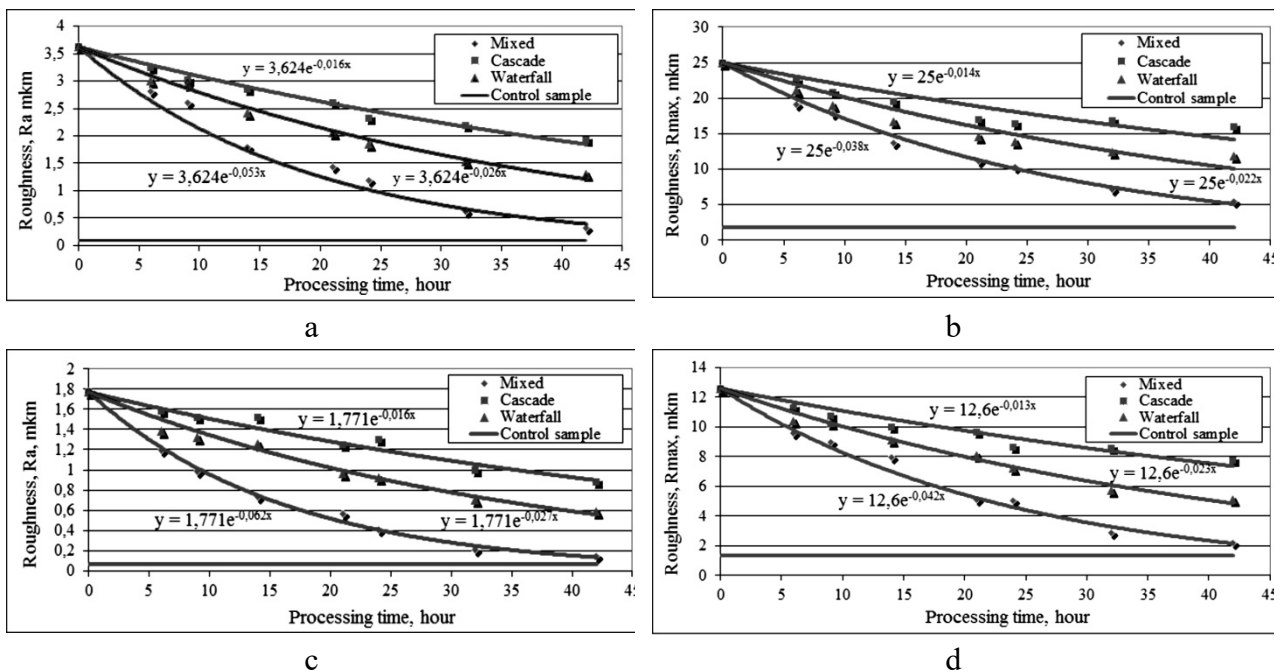 4
3,5
3
2,5
2
1,5
1
0,5
0
Roughness, Ra mkm
Mixed
Cascade
Waterfall
Control sample
y = 3,624e-0,016x
y = 3,624e-0,053x
y = 3,624e-0,026x
0 5 10 15 20 25 30 35 40 45
Processing time, hour
a
30
25
20
15
10
5
0
Roughness, Rmax, mkm
Mixed
Cascade
Waterfall
Control sample
y = 25e-0,014x
y = 25e-0,038x
y = 25e-0,022x
0 5 10 15 20 25 30 35 40 45
Processing time, hour
b
2
1,8
1,6
1,4
1,2
1
0,8
0,6
0,4
0,2
0
Roughness, Ra, mkm
Mixed
Cascade
Waterfall
Control sample
y = 1,771e-0,016x
y = 1,771e-0,062x
y = 1,771e-0,027x
0 5 10 15 20 25 30 35 40 45
Processing time, hour
c
14
12
10
8
6
4
2
0
Roughness, Rmax, mkm
Mixed
Cascade
Waterfall
Control sample
y = 12,6e-0,013x
y = 12,6e-0,023x
y = 12,6e-0,042x
0 5 10 15 20 25 30 35 40 45
Processing time, hour
d